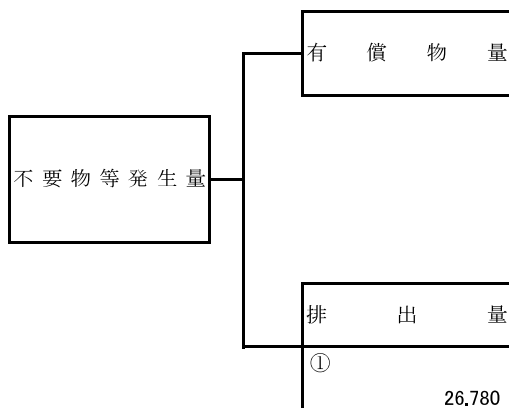 有償物量
不要物等発生量
排出量
①
26,780